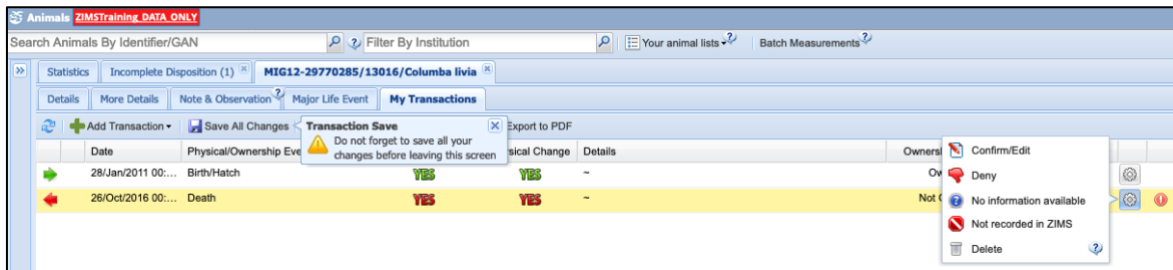 Animals ZIMSTraining_DATA_ONLY
Search Animals By Identifier/GAN Filter By Institution Your animal lists Batch Measurements
Statistics Incomplete Disposition (1) MIG12-29770285/13016/Columba livia
Details More Details Note & Observation Major Life Event My Transactions
Add Transaction Save All Changes Transaction Save Export to PDF
Do not forget to save all your
changes before leaving this screen
Date Physical/Ownership Eve sical Change Details Owners
28/Jan/2011 00:... Birth/Hatch YES YES ~ Ow
26/Oct/2016 00:... Death YES YES ~ Not
Confirm/Edit
Deny
No information available
Not recorded in ZIMS
Delete